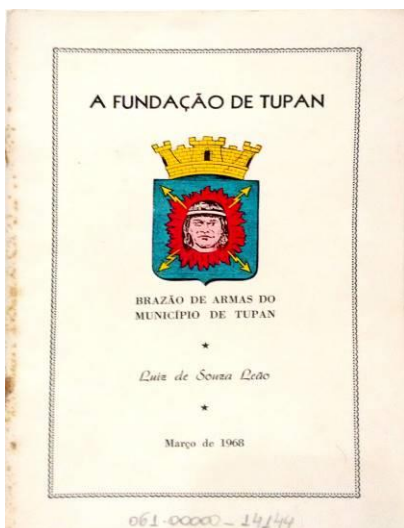 A FUNDAÇÃO DE TUPAN
BRAZÃO DE ARMAS DO
MUNICÍPIO DE TUPAN
Luiz de Souza Leão
Março de 1968
061-00000-14144